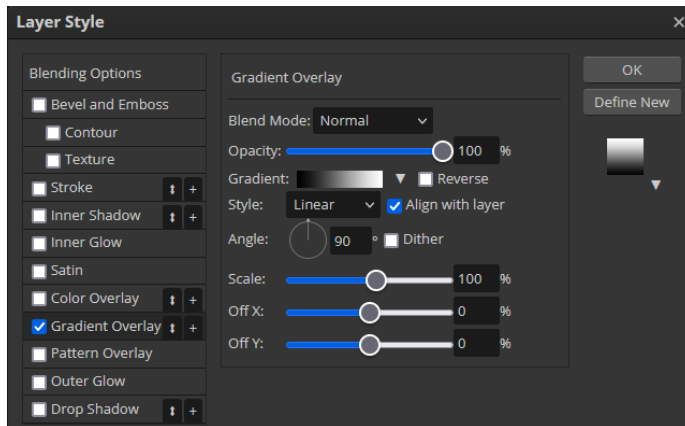 Layer Style
Blending Options
Bevel and Emboss
Contour
Texture
Stroke
Inner Shadow
Inner Glow
Satin
Color Overlay
Gradient Overlay
Pattern Overlay
Outer Glow
Drop Shadow
Gradient Overlay
Blend Mode: Normal
Opacity: 100 %
Gradient: Reverse
Style: Linear Align with layer
Angle: 90 ° Dither
Scale: 100 %
Off X: 0 %
Off Y: 0 %
OK
Define New